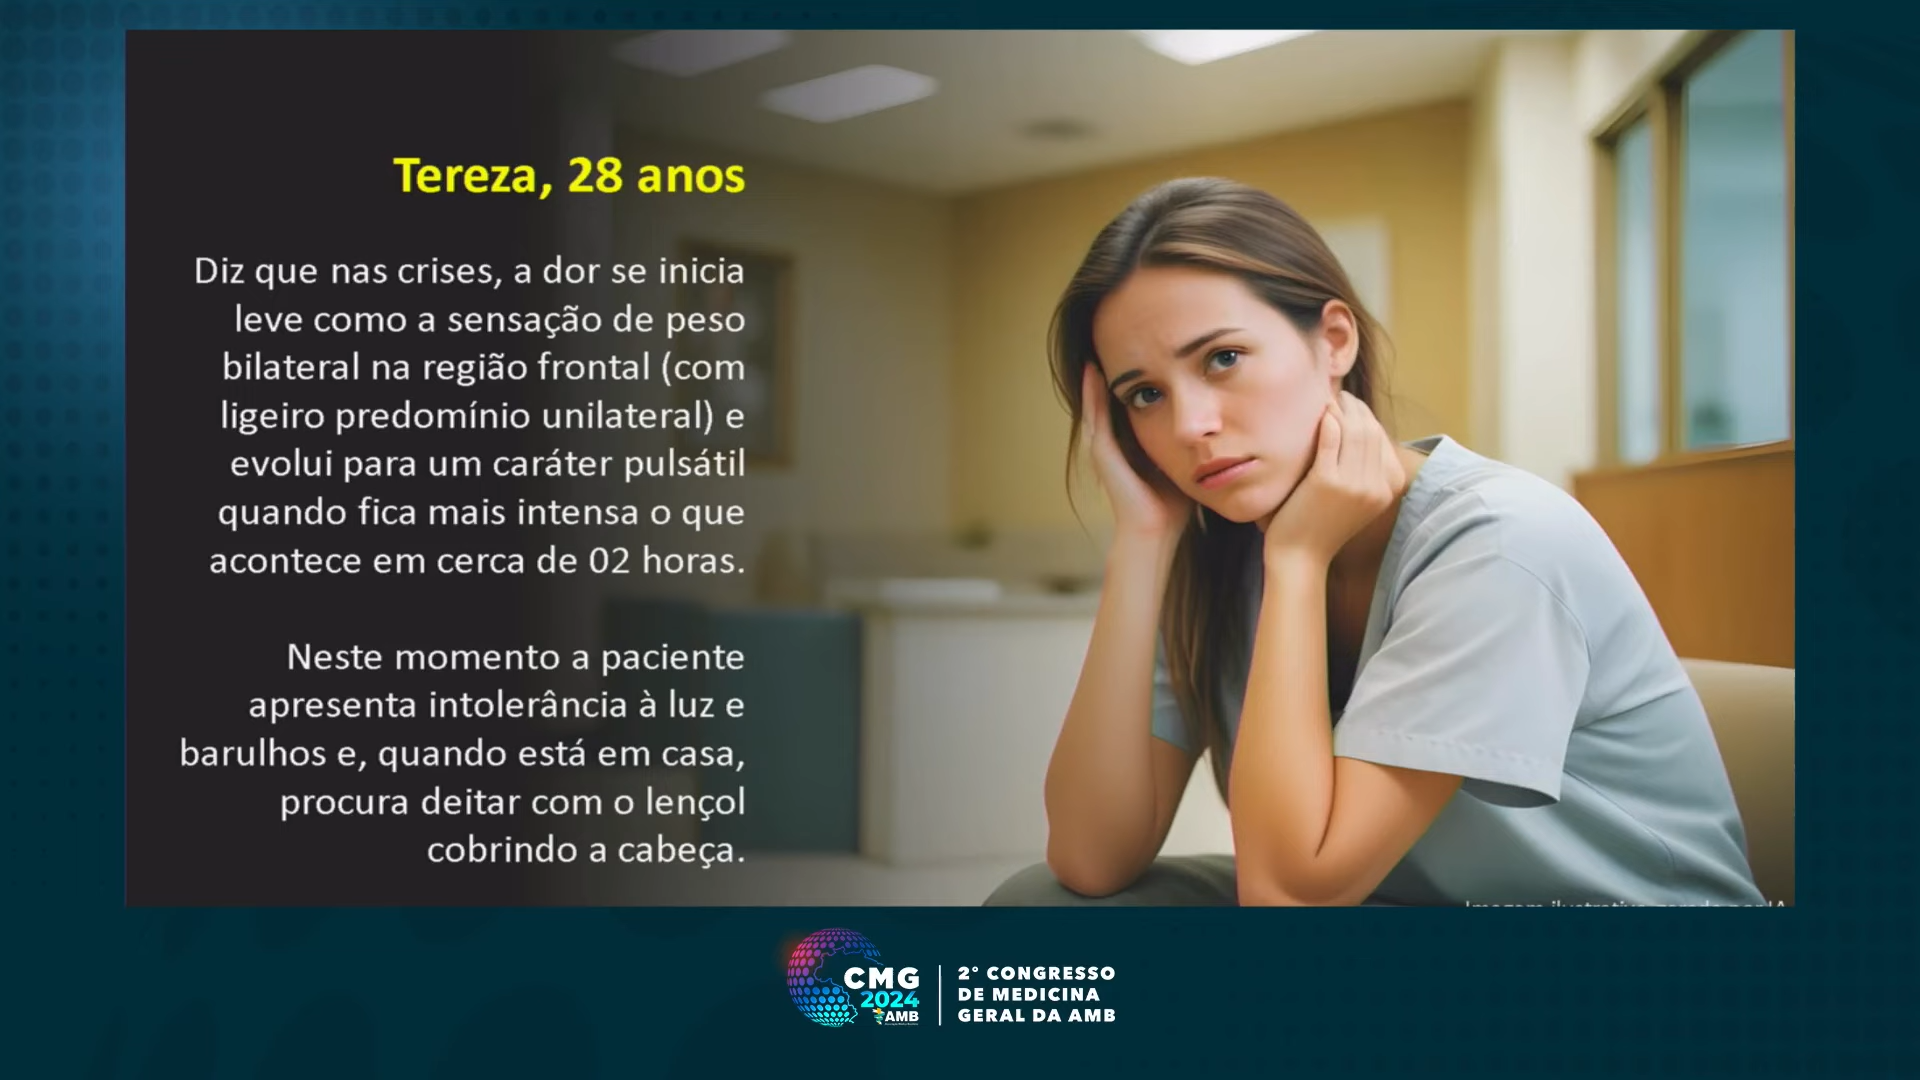 Tereza, 28 anos
Diz que nas crises, a dor se inicia
leve como a sensação de peso
bilateral na região frontal (com
ligeiro predomínio unilateral) e
evolui para um caráter pulsátil
quando fica mais intensa o que
acontece em cerca de 02 horas.
Neste momento a paciente
apresenta intolerância à luz e
barulhos e, quando está em casa,
procura deitar com o lençol
cobrindo a cabeça.
CMG
2024
AMB
2° CONGRESSO
DE MEDICINA
GERAL DA AMB